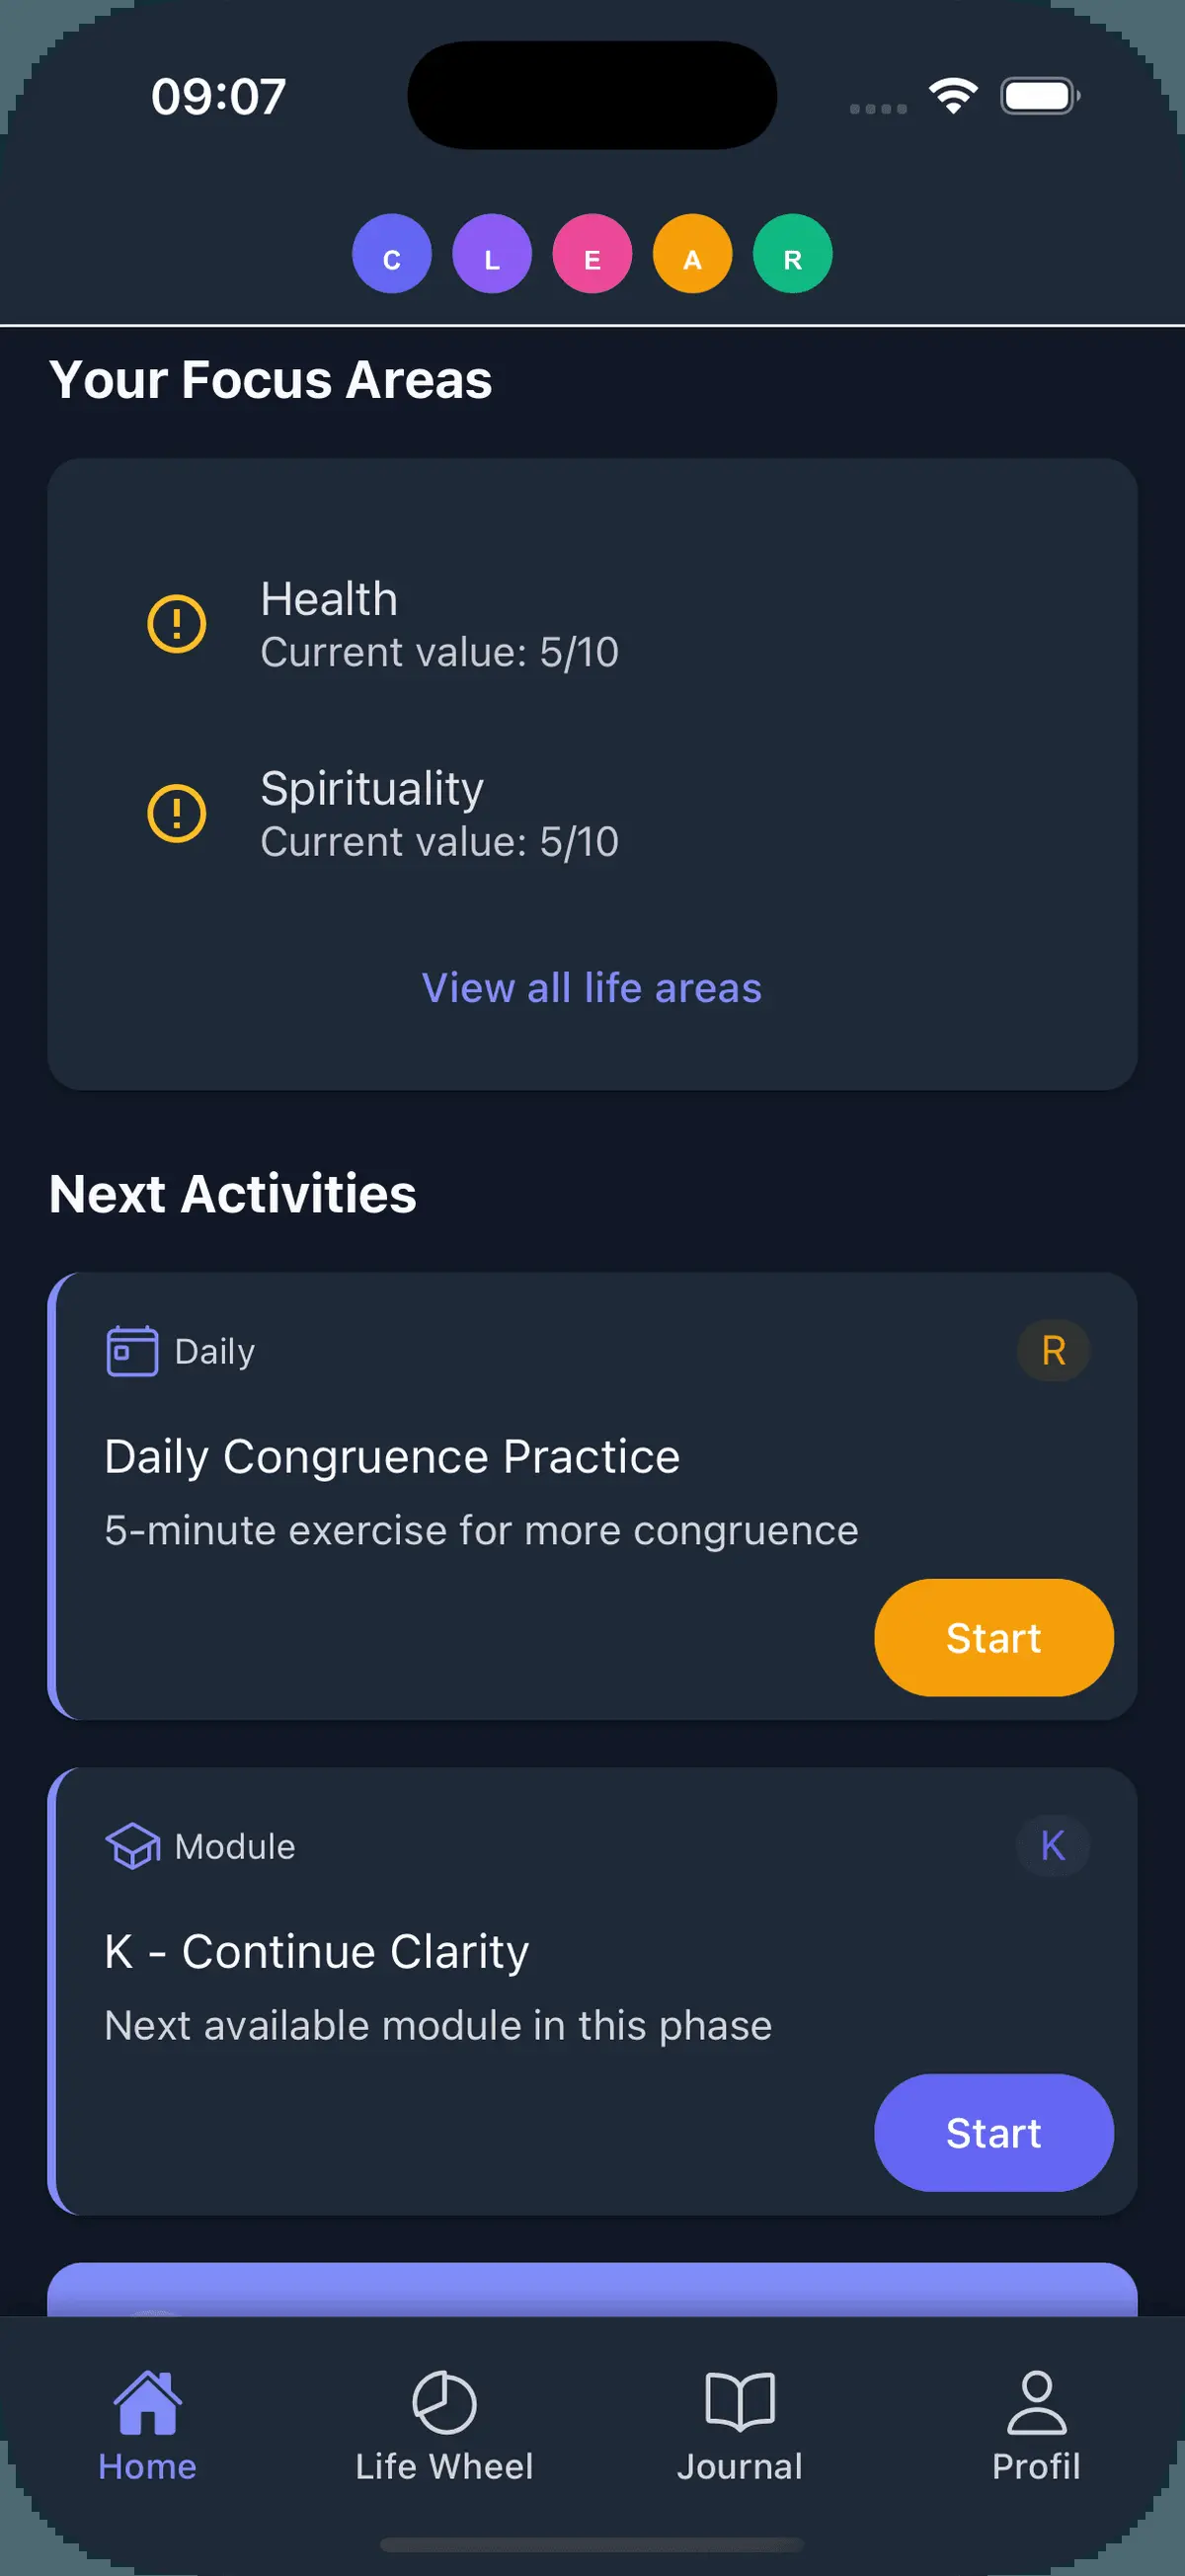 09:07
C L E A R
Your Focus Areas
Health
Current value: 5/10
Spirituality
Current value: 5/10
View all life areas
Next Activities
Daily
R
Daily Congruence Practice
5-minute exercise for more congruence
Start
Module
K
K - Continue Clarity
Next available module in this phase
Start
Home
Life Wheel
Journal
Profil